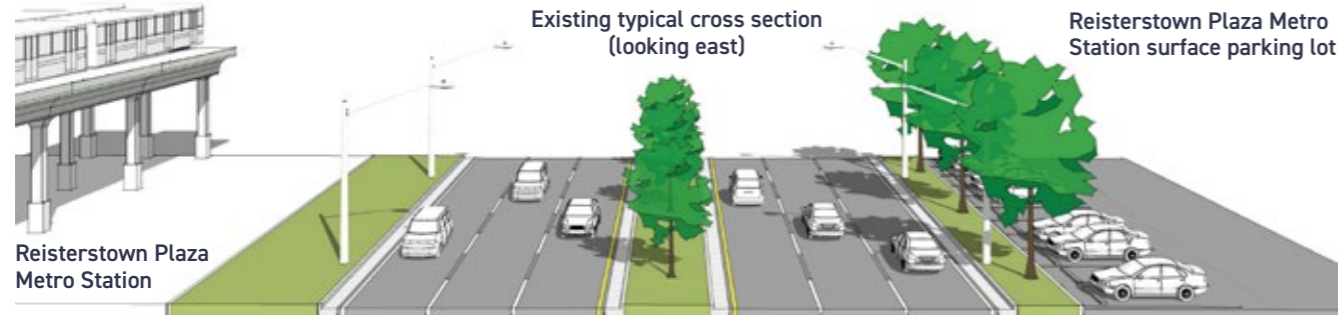 Existing typical cross section
(looking east)
Reisterstown Plaza Metro
Station surface parking lot
Reisterstown Plaza
Metro Station